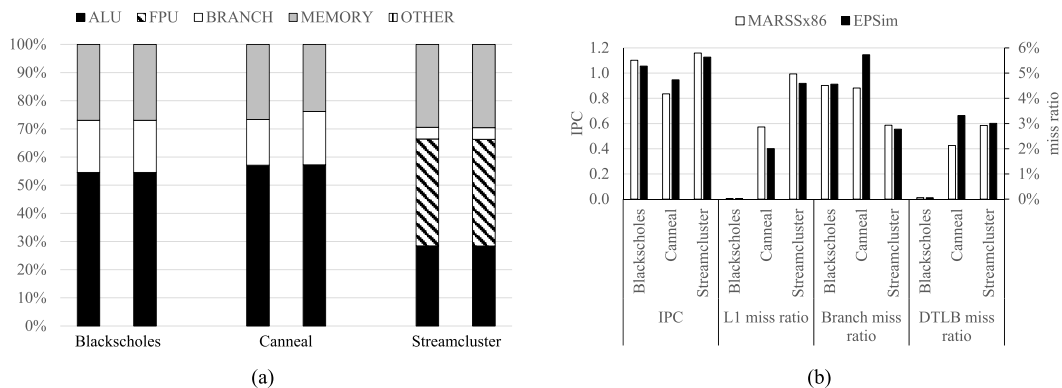 ALU FPU BRANCH MEMORY OTHER
100%
90%
80%
70%
60%
50%
40%
30%
20%
10%
0%
Blackscholes Canneal Streamcluster
(a)
MARSSx86 EPSim
1.2
1.0
0.8
0.6
0.4
0.2
0.0
IPC
6%
5%
4%
3%
2%
1%
0%
miss ratio
Blackscholes
Canneal
Streamcluster
Blackscholes
Canneal
Streamcluster
Blackscholes
Canneal
Streamcluster
Blackscholes
Canneal
Streamcluster
IPC
L1 miss ratio
Branch miss
ratio
DTLB miss
ratio
(b)